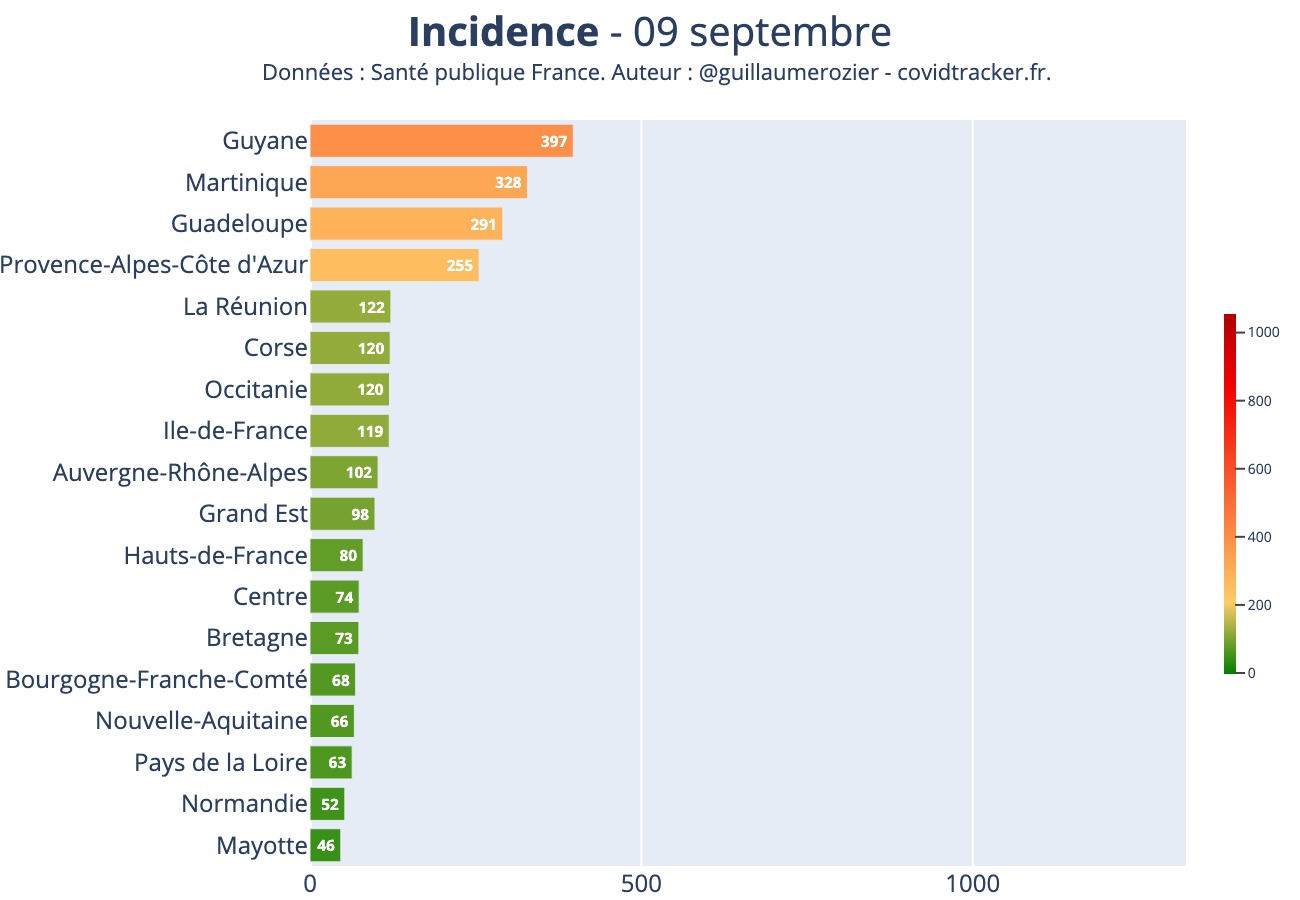 Incidence - 09 septembre
Données : Santé publique France. Auteur : @guillaumerozier - covidtracker.fr.
Guyane 397
Martinique 328
Guadeloupe 291
Provence-Alpes-Côte d'Azur 255
La Réunion 122
Corse 120
Occitanie 120
Ile-de-France 119
Auvergne-Rhône-Alpes 102
Grand Est 98
Hauts-de-France 80
Centre 74
Bretagne 73
Bourgogne-Franche-Comté 68
Nouvelle-Aquitaine 66
Pays de la Loire 63
Normandie 52
Mayotte 46
0 500 1000
1000
800
600
400
200
0